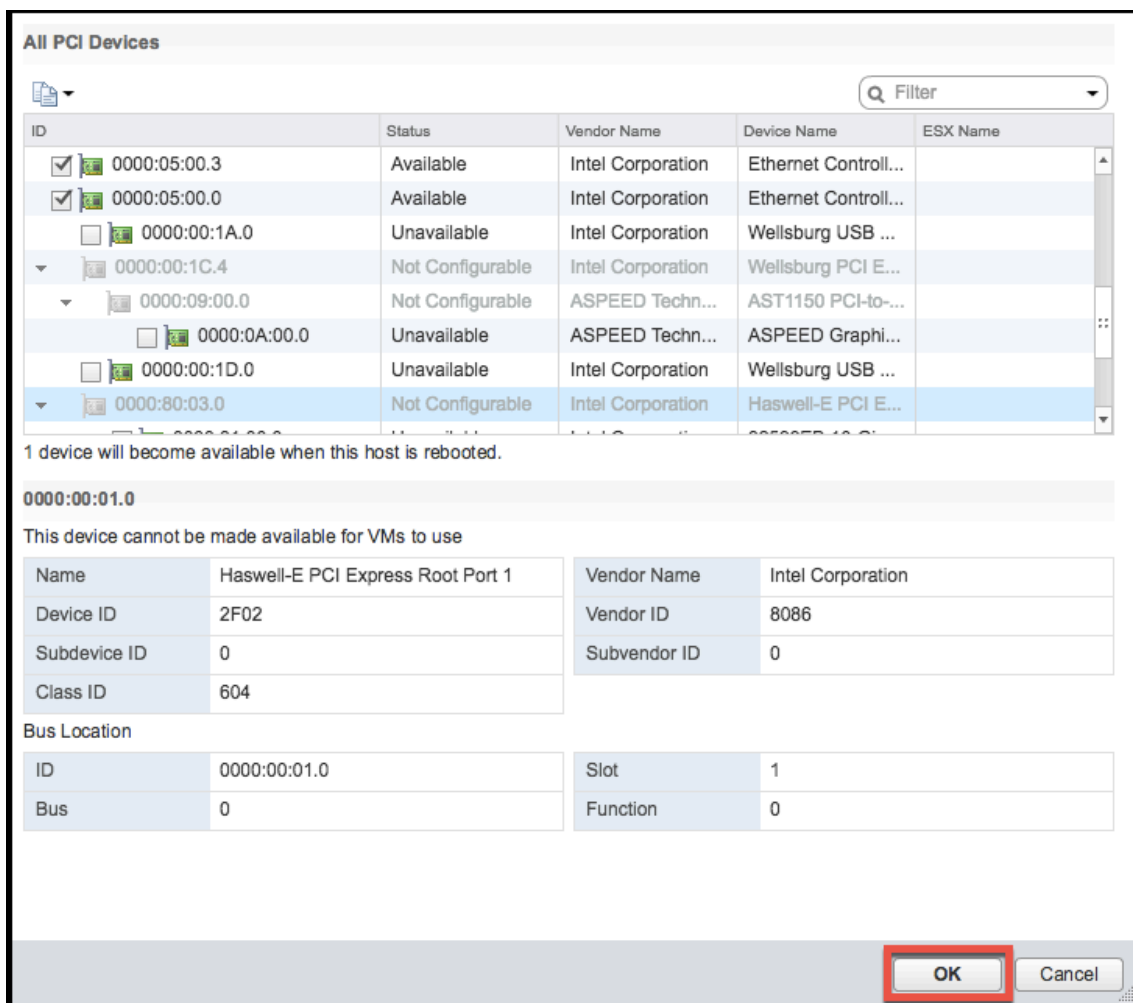 All PCI Devices
Filter
ID Status Vendor Name Device Name ESX Name
0000:05:00.3 Available Intel Corporation Ethernet Controll...
0000:05:00.0 Available Intel Corporation Ethernet Controll...
0000:00:1A.0 Unavailable Intel Corporation Wellsburg USB ...
0000:00:1C.4 Not Configurable Intel Corporation Wellsburg PCI E...
0000:09:00.0 Not Configurable ASPEED Techn... AST1150 PCI-to-...
0000:0A:00.0 Unavailable ASPEED Techn... ASPEED Graphi...
0000:00:1D.0 Unavailable Intel Corporation Wellsburg USB ...
0000:80:03.0 Not Configurable Intel Corporation Haswell-E PCI E...
1 device will become available when this host is rebooted.
0000:00:01.0
This device cannot be made available for VMs to use
Name Haswell-E PCI Express Root Port 1 Vendor Name Intel Corporation
Device ID 2F02 Vendor ID 8086
Subdevice ID 0 Subvendor ID 0
Class ID 604
Bus Location
ID 0000:00:01.0 Slot 1
Bus 0 Function 0
OK Cancel